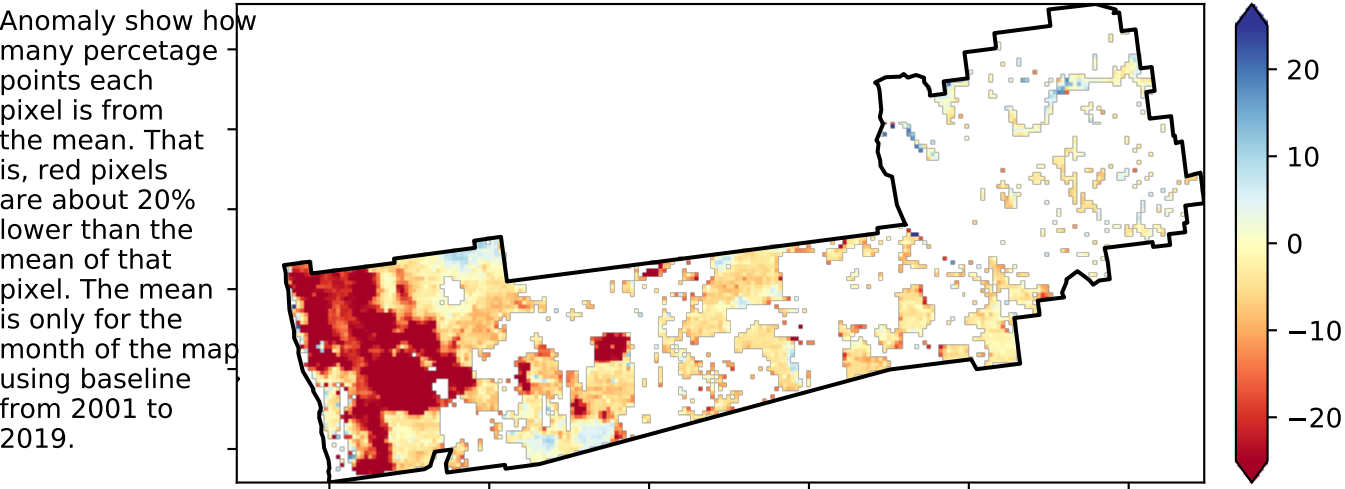 Anomaly show how
many percetage
points each
pixel is from
the mean. That
is, red pixels
are about 20%
lower than the
mean of that
pixel. The mean
is only for the
month of the map
using baseline
from 2001 to
2019.
20
10
0
−10
−20